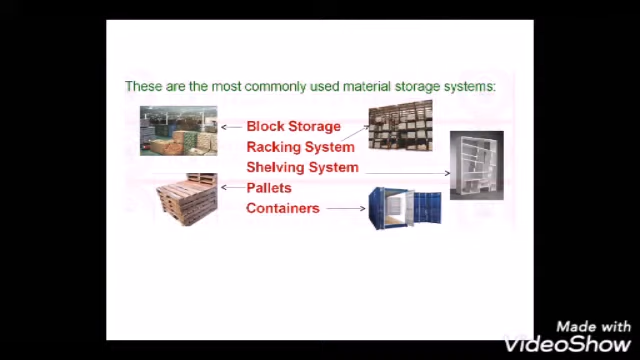 These are the most commonly used material storage systems:
Block Storage
Racking System
Shelving System
Pallets
Containers
Made with
VideoShow